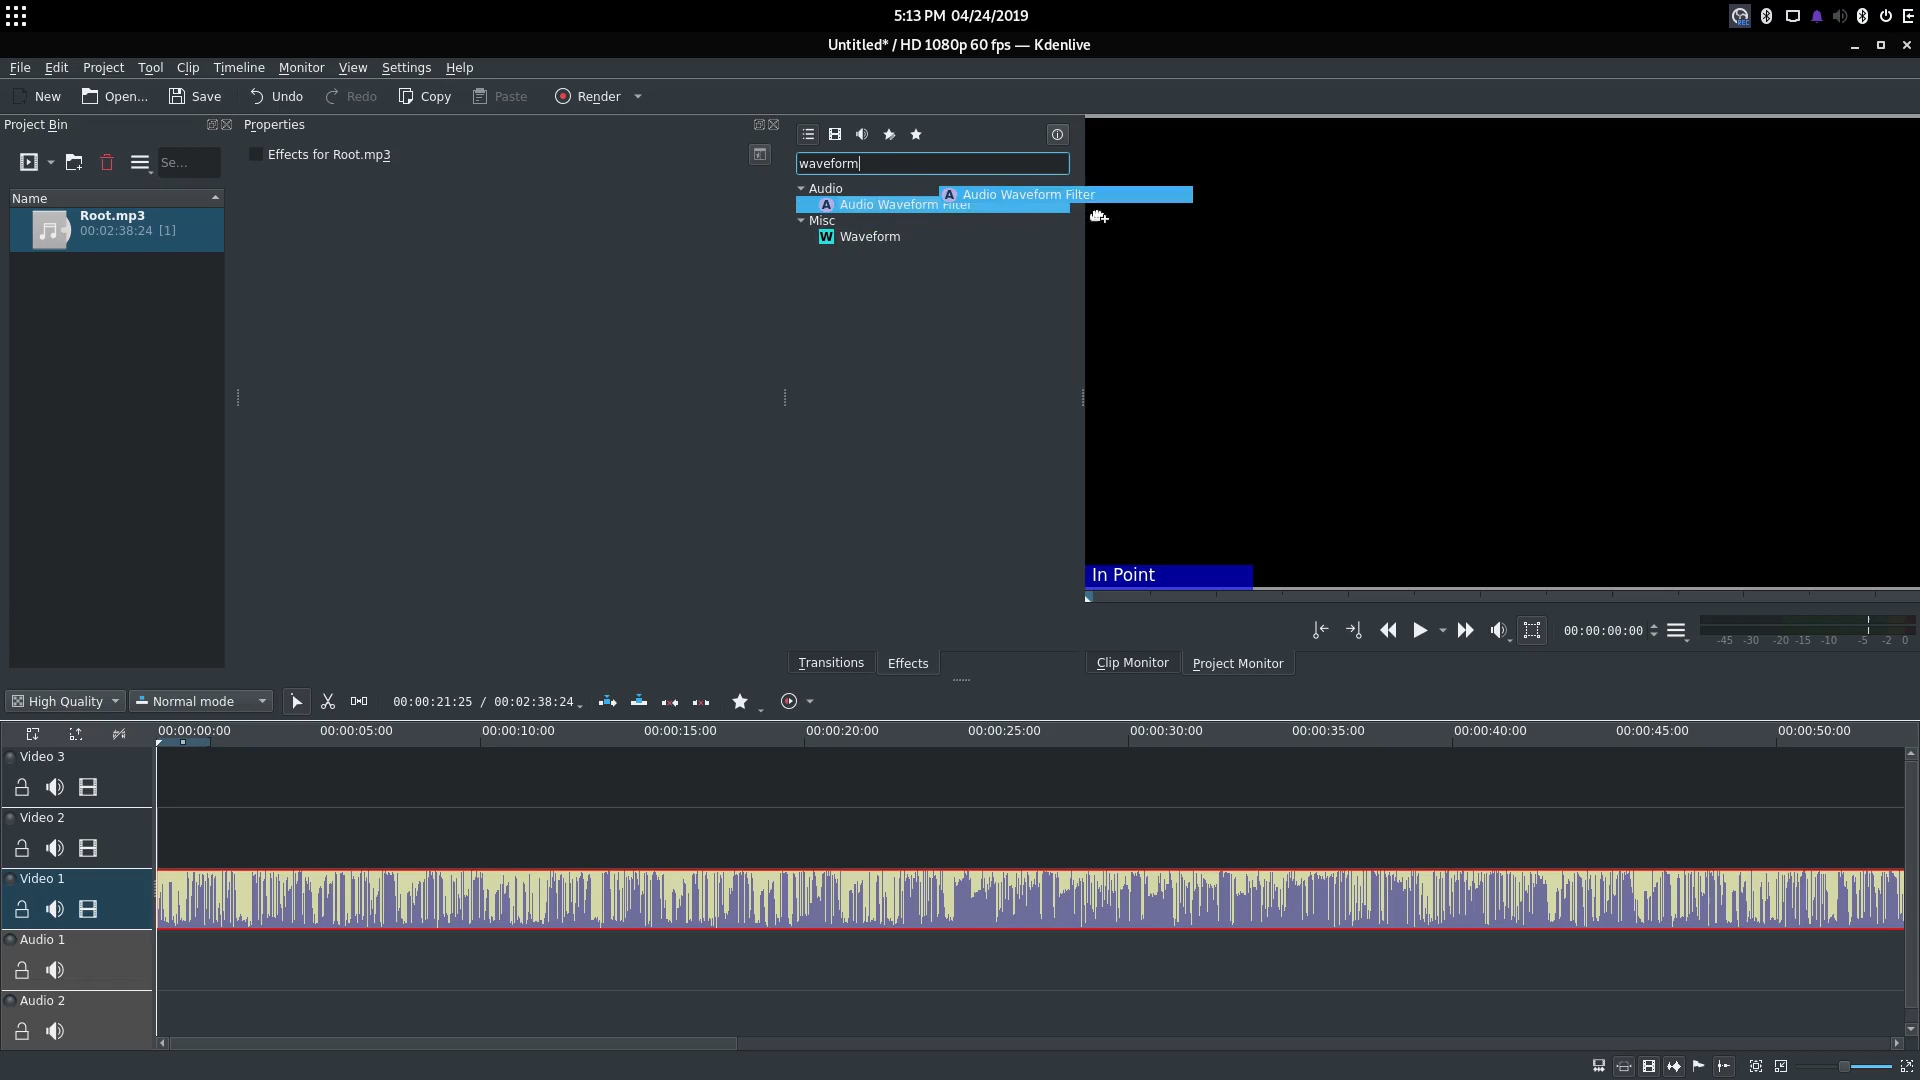 5:13 PM 04/24/2019
Untitled* / HD 1080p 60 fps — Kdenlive
File Edit Project Tool Clip Timeline Monitor View Settings Help
New Open... Save Undo Redo Copy Paste Render
Project Bin
Properties
Se...
Effects for Root.mp3
waveform
Name
Root.mp3
00:02:38:24 [1]
Audio
A Audio Waveform Filter
A Audio Waveform Filter
Misc
W Waveform
In Point
00:00:00:00
-45 -30 -20 -15 -10 -5 -2 0
Transitions Effects
Clip Monitor Project Monitor
High Quality Normal mode 00:00:21:25 / 00:02:38:24
00:00:00:00 00:00:05:00 00:00:10:00 00:00:15:00 00:00:20:00 00:00:25:00 00:00:30:00 00:00:35:00 00:00:40:00 00:00:45:00 00:00:50:00
Video 3
Video 2
Video 1
Audio 1
Audio 2